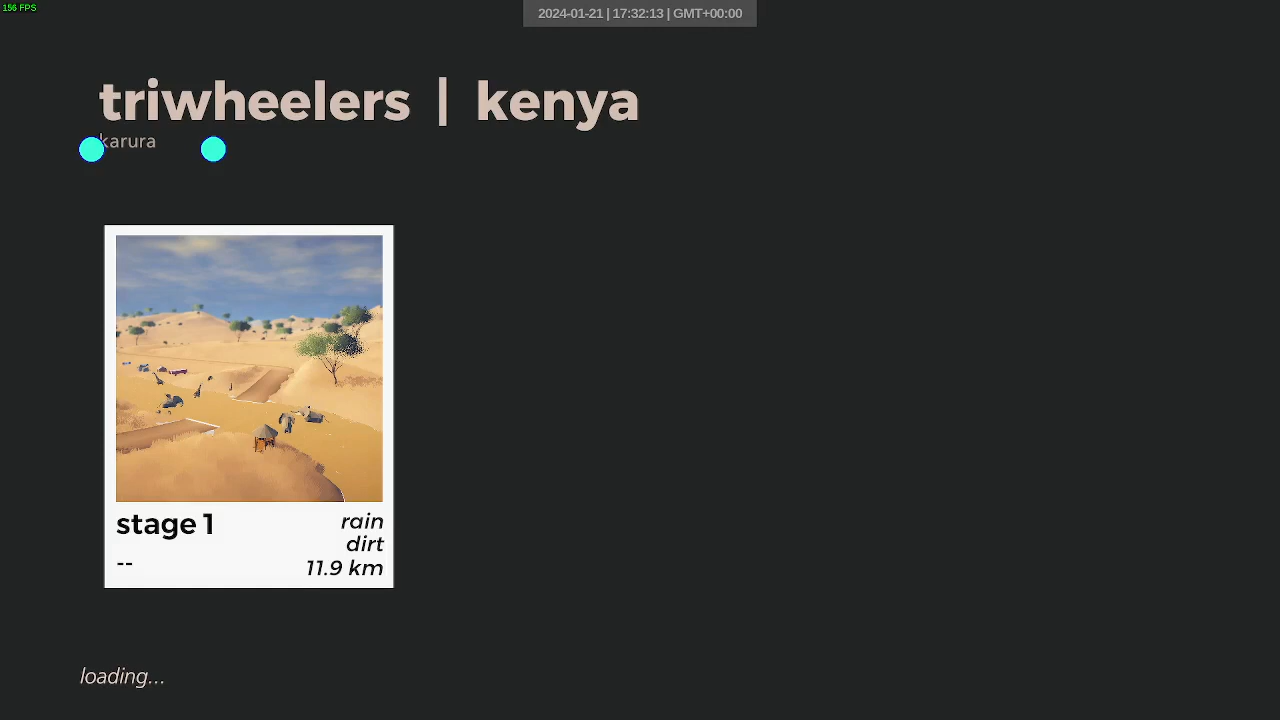 156 FPS
2024-01-21 | 17:32:13 | GMT+00:00
triwheelers | kenya
karura
stage 1
rain
dirt
--
11.9 km
loading...